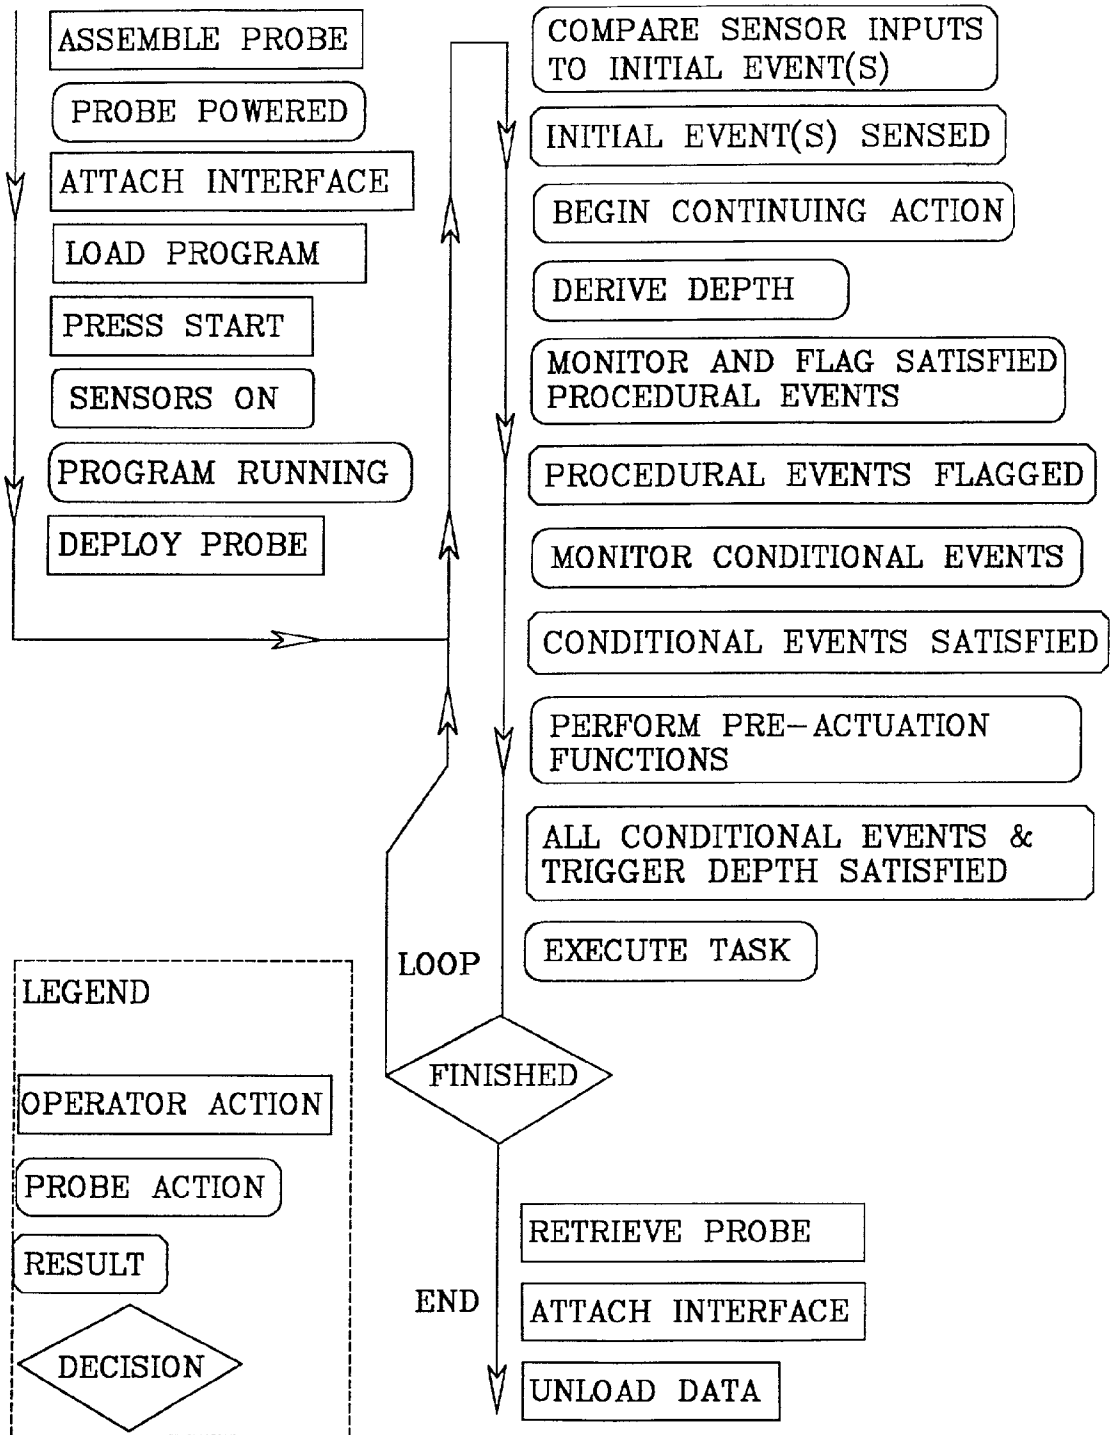 ASSEMBLE PROBE
PROBE POWERED
ATTACH INTERFACE
LOAD PROGRAM
PRESS START
SENSORS ON
PROGRAM RUNNING
DEPLOY PROBE
COMPARE SENSOR INPUTS
TO INITIAL EVENT(S)
INITIAL EVENT(S) SENSED
BEGIN CONTINUING ACTION
DERIVE DEPTH
MONITOR AND FLAG SATISFIED
PROCEDURAL EVENTS
PROCEDURAL EVENTS FLAGGED
MONITOR CONDITIONAL EVENTS
CONDITIONAL EVENTS SATISFIED
PERFORM PRE-ACTUATION
FUNCTIONS
ALL CONDITIONAL EVENTS &
TRIGGER DEPTH SATISFIED
EXECUTE TASK
LOOP
FINISHED
END
RETRIEVE PROBE
ATTACH INTERFACE
UNLOAD DATA
LEGEND
OPERATOR ACTION
PROBE ACTION
RESULT
DECISION